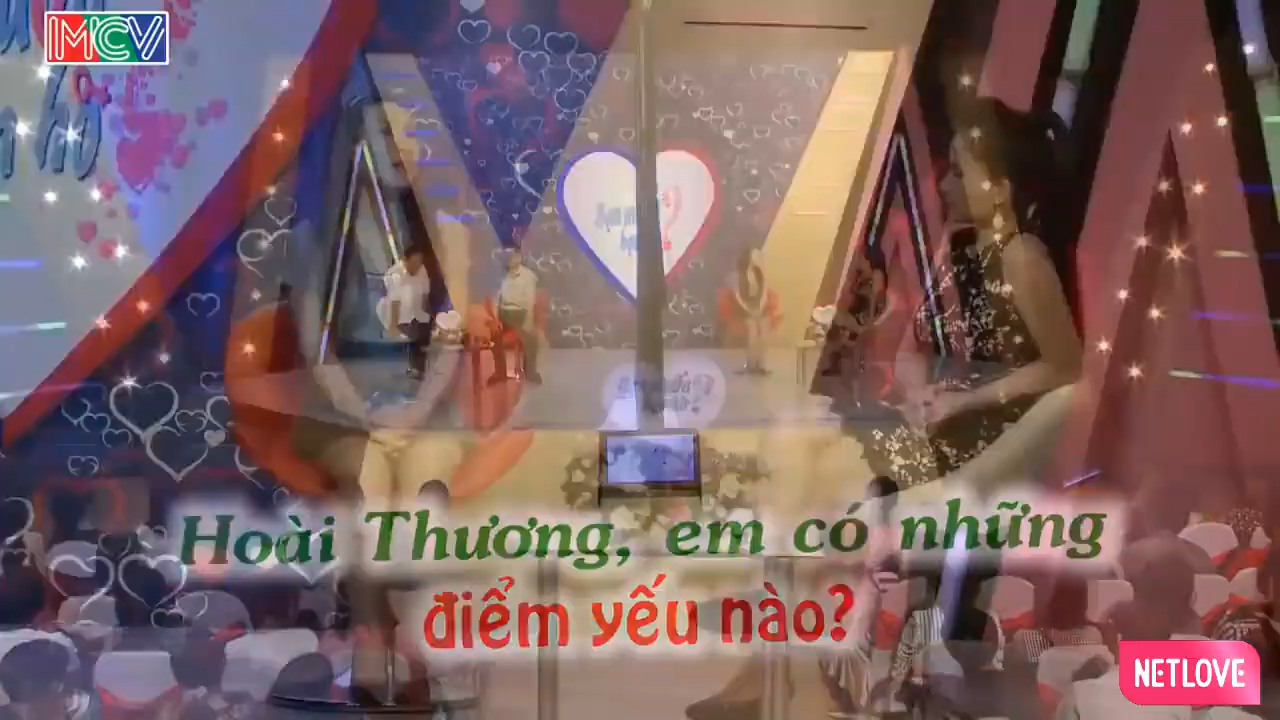 MCV
Hoài Thương, em có những
điểm yếu nào?
NETLOVE